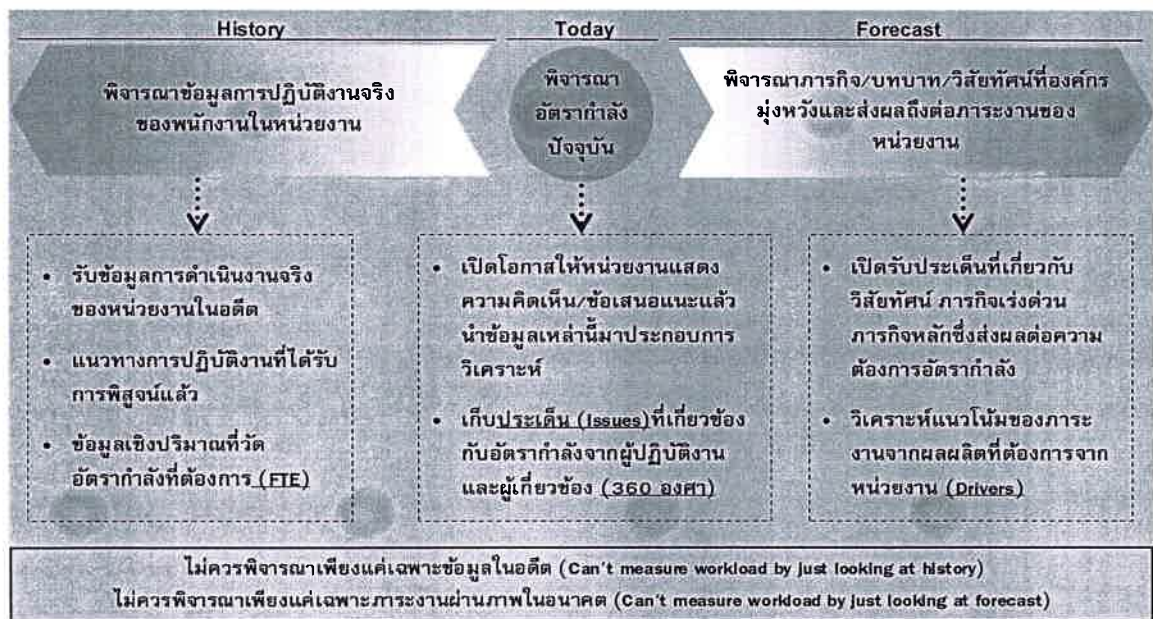 History
Today
Forecast
พิจารณาข้อมูลการปฏิบัติงานจริง
ของพนักงานในหน่วยงาน
พิจารณา
อัตรากำลัง
ปัจจุบัน
พิจารณาภารกิจ/บทบาท/วิสัยทัศน์ที่องค์กร
มุ่งหวังและส่งผลถึงต่อภาระงานของ
หน่วยงาน
• รับข้อมูลการดำเนินงานจริง
ของหน่วยงานในอดีต
• แนวทางการปฏิบัติงานที่ได้รับ
การพิสูจน์แล้ว
• ข้อมูลเชิงปริมาณที่วัด
อัตรากำลังที่ต้องการ (FTE)
• เปิดโอกาสให้หน่วยงานแสดง
ความคิดเห็น/ข้อเสนอแนะแล้ว
นำข้อมูลเหล่านี้มาประกอบการ
วิเคราะห์
• เก็บประเด็น (Issues)ที่เกี่ยวข้อง
กับอัตรากำลังจากผู้ปฏิบัติงาน
และผู้เกี่ยวข้อง (360 องศา)
• เปิดรับประเด็นที่เกี่ยวกับ
วิสัยทัศน์ ภารกิจเร่งด่วน
ภารกิจหลักซึ่งส่งผลต่อความ
ต้องการอัตรากำลัง
• วิเคราะห์แนวโน้มของภาระ
งานจากผลผลิตที่ต้องการจาก
หน่วยงาน (Drivers)
ไม่ควรพิจารณาเพียงแค่เฉพาะข้อมูลในอดีต (Can't measure workload by just looking at history)
ไม่ควรพิจารณาเพียงแค่เฉพาะภาระงานผ่านภาพในอนาคต (Can't measure workload by just looking at forecast)